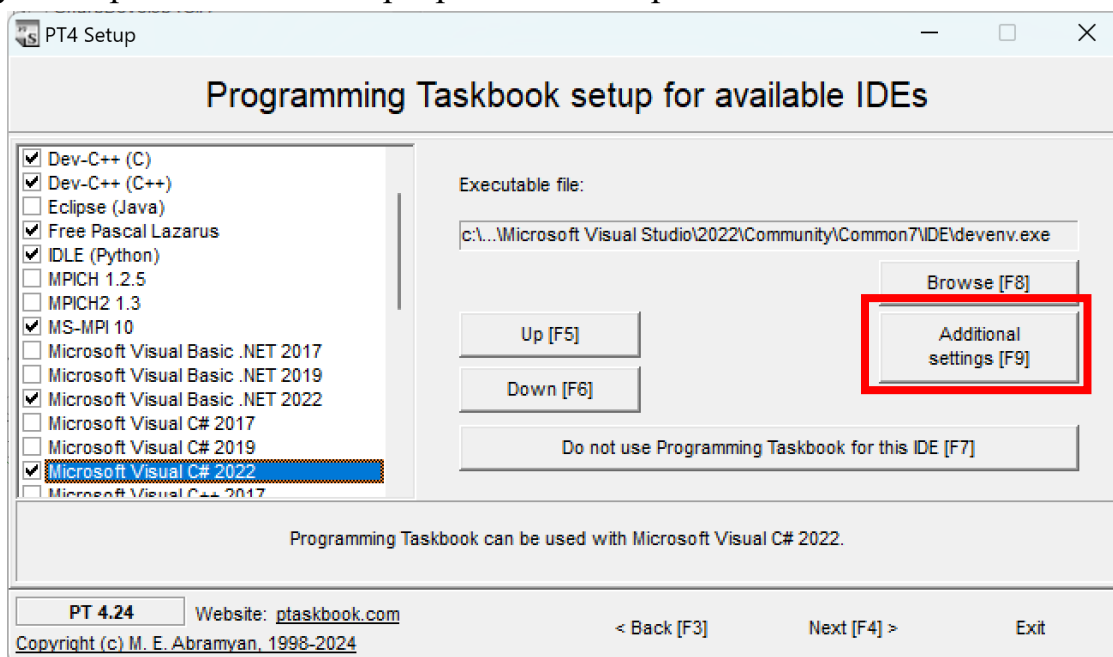 PT4 Setup
Programming Taskbook setup for available IDEs
Dev-C++ (C)
Dev-C++ (C++)
Eclipse (Java)
Free Pascal Lazarus
IDLE (Python)
MPICH 1.2.5
MPICH2 1.3
MS-MPI 10
Microsoft Visual Basic .NET 2017
Microsoft Visual Basic .NET 2019
Microsoft Visual Basic .NET 2022
Microsoft Visual C# 2017
Microsoft Visual C# 2019
Microsoft Visual C# 2022
Microsoft Visual C++ 2017
Executable file:
c:\...\Microsoft Visual Studio\2022\Community\Common7\IDE\devenv.exe
Browse [F8]
Up [F5]
Additional
settings [F9]
Down [F6]
Do not use Programming Taskbook for this IDE [F7]
Programming Taskbook can be used with Microsoft Visual C# 2022.
PT 4.24
Website: ptaskbook.com
Copyright (c) M. E. Abramyan, 1998-2024
< Back [F3]
Next [F4] >
Exit